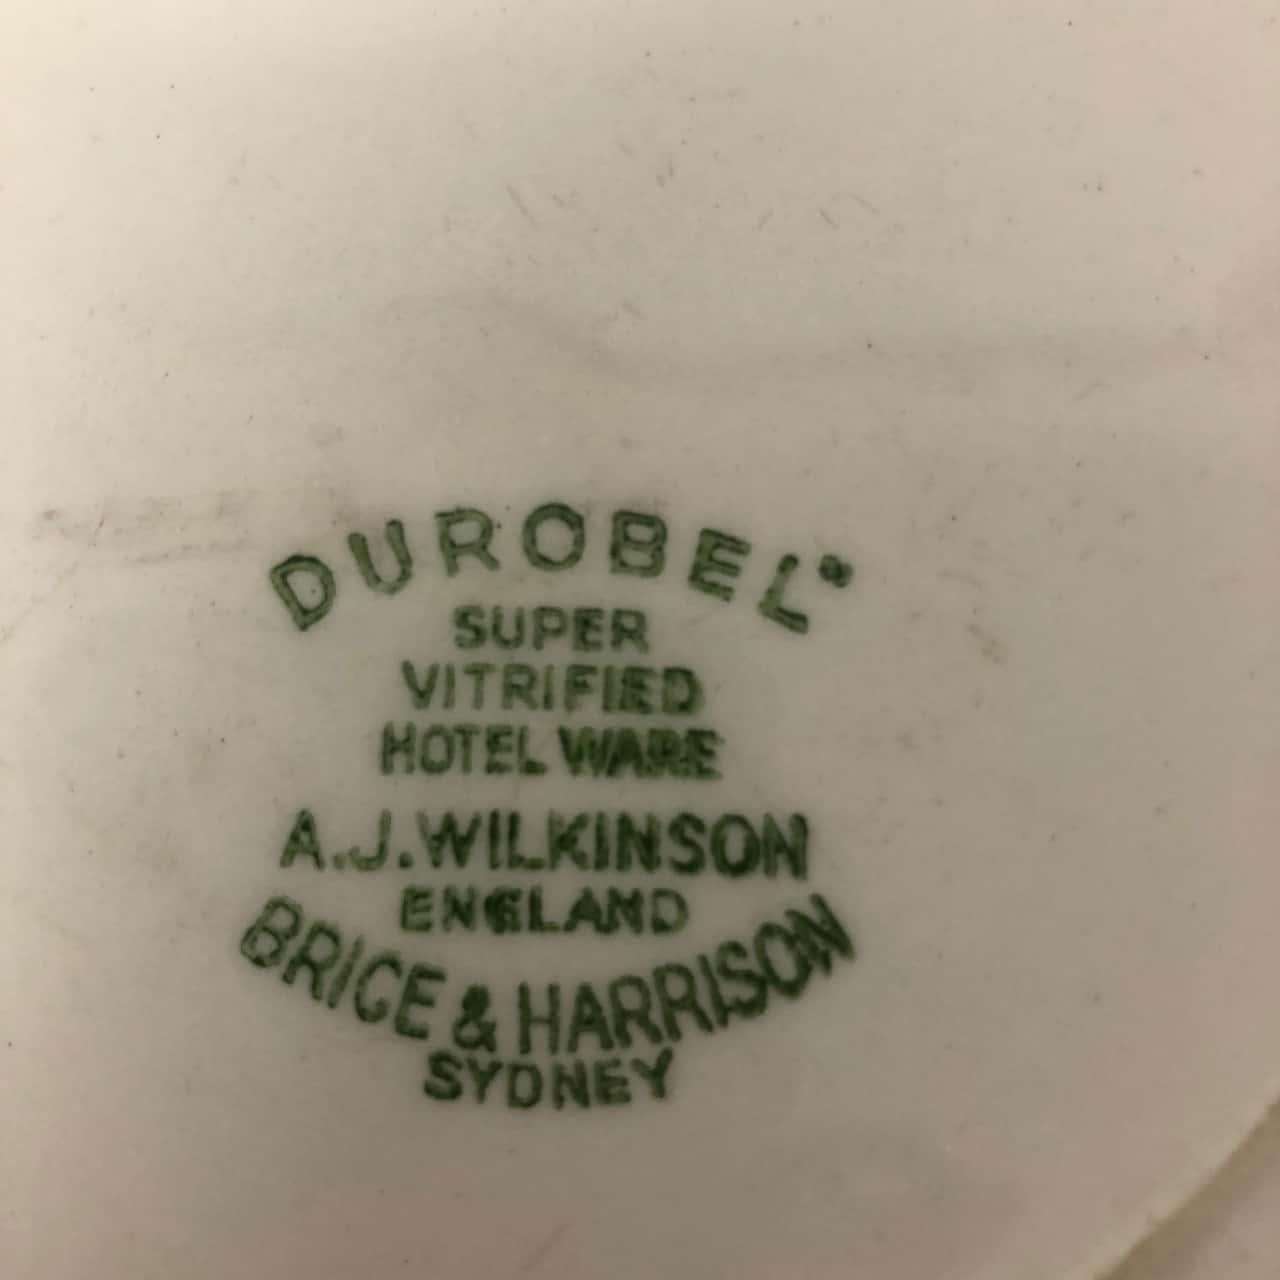 DUROBEL
SUPER
VITRIFIED
HOTEL WARE
A.J. WILKINSON
ENGLAND
BRICE & HARRISON
SYDNEY